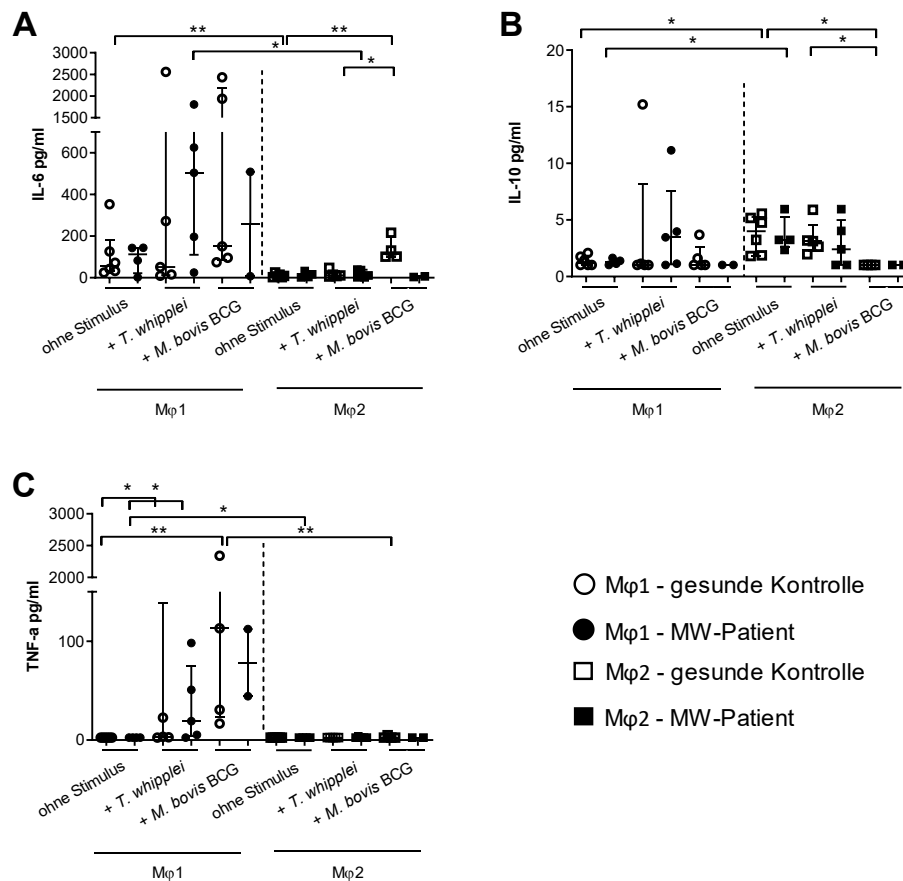 A
** **
*
*
3000
2500
2000
1500
600
400
200
0
IL-6 pg/ml
ohne Stimulus
+ T. whipplei
+ M. bovis BCG
ohne Stimulus
+ T. whipplei
+ M. bovis BCG
Mφ1 Mφ2
B
* *
* *
20
15
10
5
0
IL-10 pg/ml
ohne Stimulus
+ T. whipplei
+ M. bovis BCG
ohne Stimulus
+ T. whipplei
+ M. bovis BCG
Mφ1 Mφ2
C
* *
*
** **
3000
2500
2000
100
0
TNF-a pg/ml
ohne Stimulus
+ T. whipplei
+ M. bovis BCG
ohne Stimulus
+ T. whipplei
+ M. bovis BCG
Mφ1 Mφ2
Mφ1 - gesunde Kontrolle
Mφ1 - MW-Patient
Mφ2 - gesunde Kontrolle
Mφ2 - MW-Patient